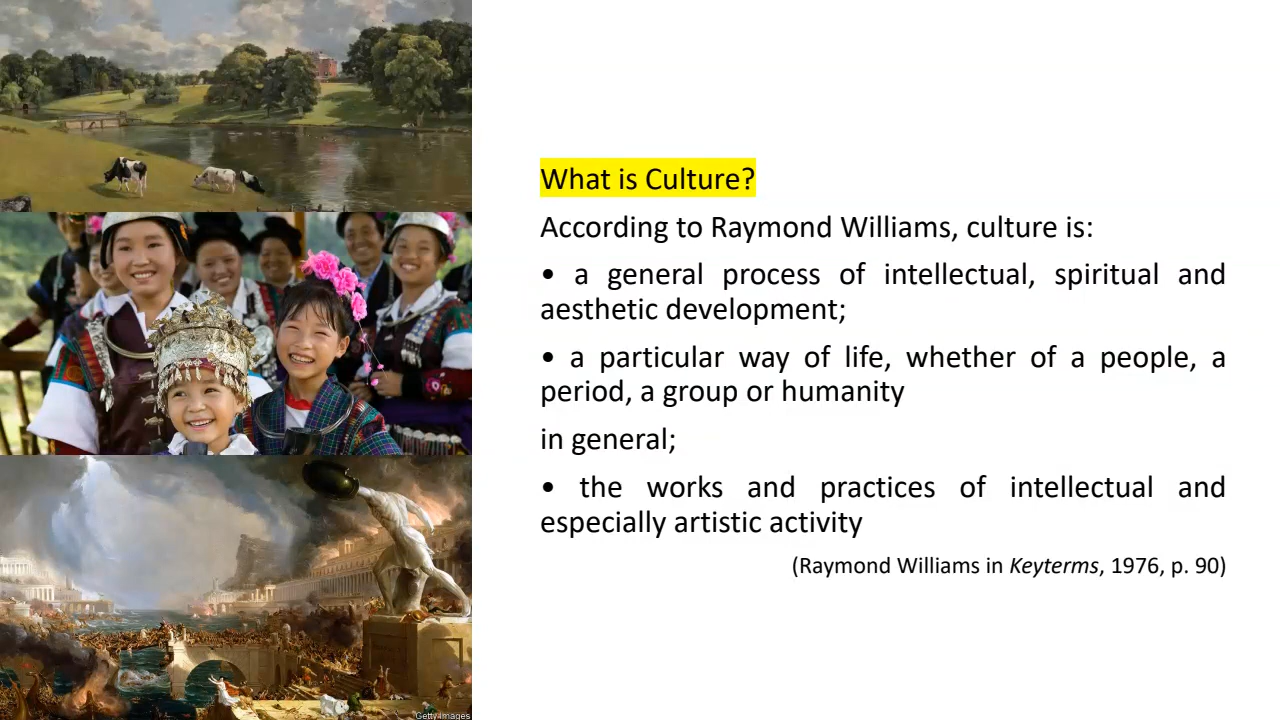 What is Culture?
According to Raymond Williams, culture is:
• a general process of intellectual, spiritual and
aesthetic development;
• a particular way of life, whether of a people, a
period, a group or humanity
in general;
• the works and practices of intellectual and
especially artistic activity
(Raymond Williams in Keyterms, 1976, p. 90)
Getty Images